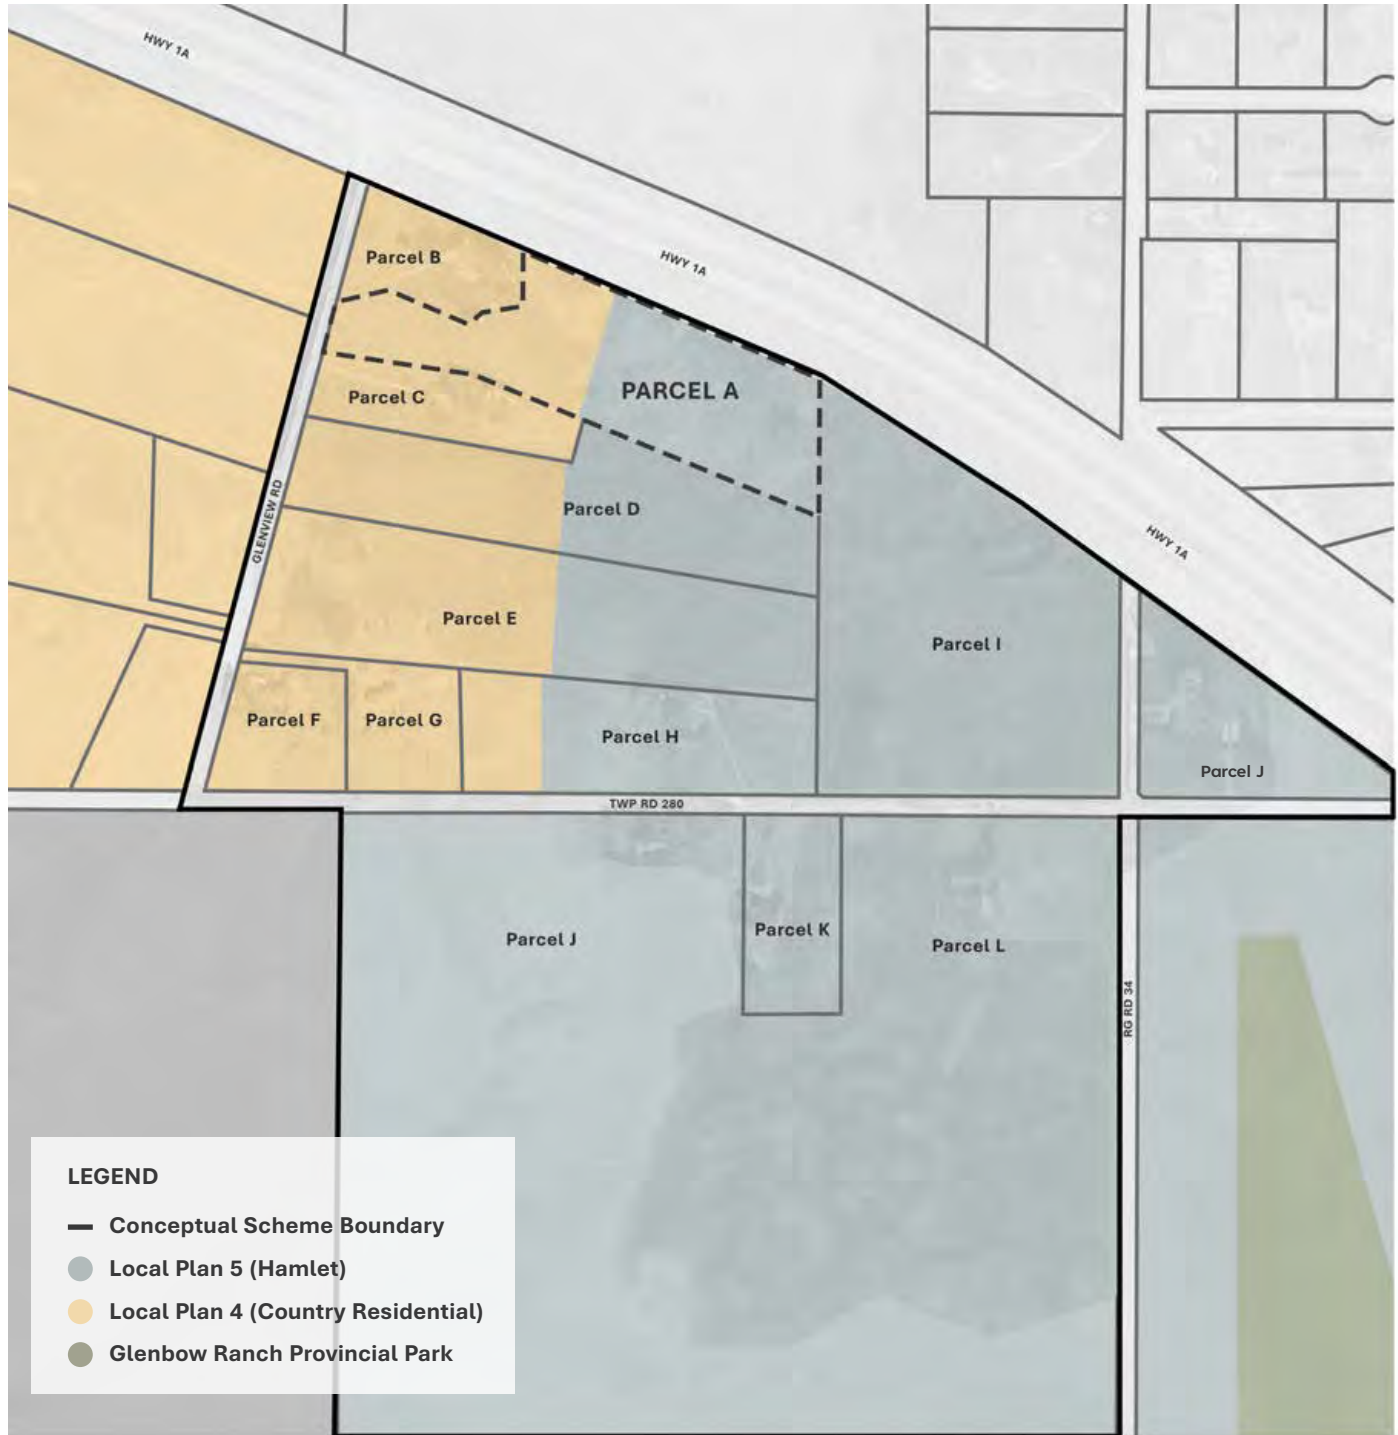 HWY 1A
Parcel B
HWY 1A
PARCEL A
Parcel C
GLENVIEW RD
Parcel D
HWY 1A
Parcel E
Parcel I
Parcel F
Parcel G
Parcel H
Parcel J
TWP RD 280
Parcel J
Parcel K
Parcel L
RG RD 34
LEGEND
Conceptual Scheme Boundary
Local Plan 5 (Hamlet)
Local Plan 4 (Country Residential)
Glenbow Ranch Provincial Park